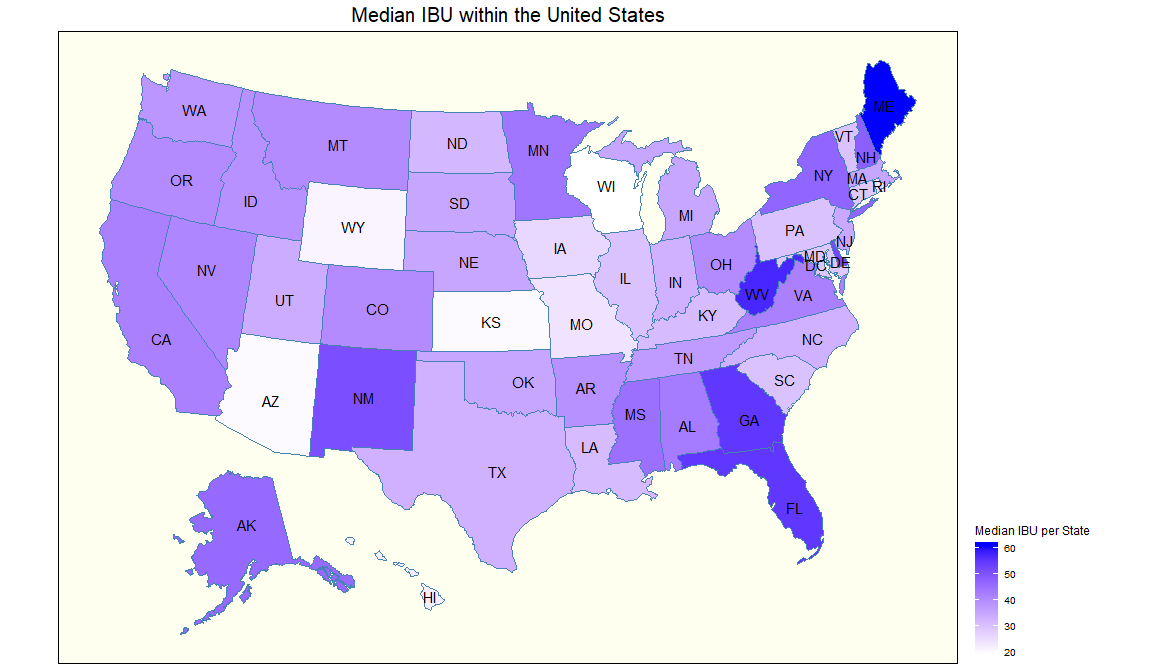 Median IBU within the United States
WA
MT
ND
MN
ME
VT
NH
OR
ID
SD
WI
NY
MA
RI
CT
WY
MI
PA
NJ
IA
NE
NV
UT
CO
IL
IN
OH
MD
DC
DE
WV
VA
KS
MO
KY
CA
NC
TN
AZ
NM
OK
AR
SC
MS
AL
GA
LA
TX
FL
AK
HI
Median IBU per State
60
50
40
30
20